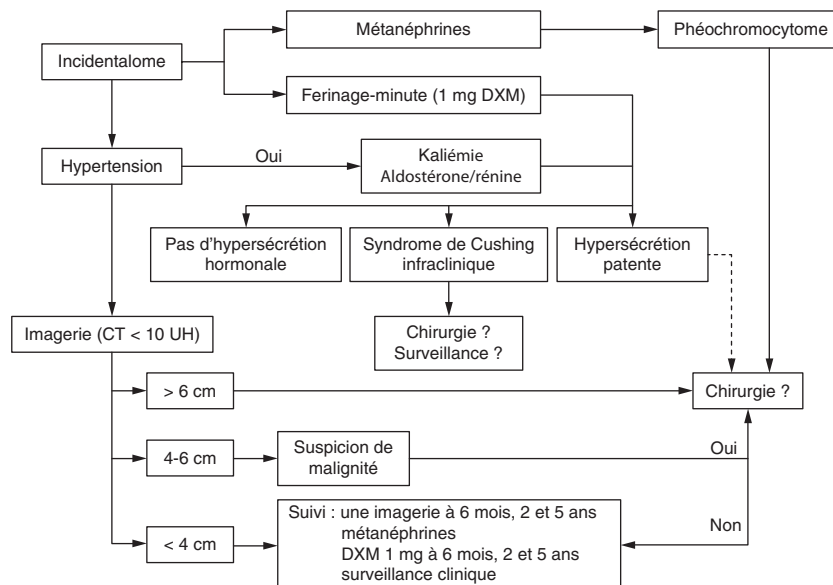 Métanéphrines
Phéochromocytome
Incidentalome
Ferinage-minute (1 mg DXM)
Hypertension
Oui
Kaliémie
Aldostérone/rénine
Pas d'hypersécrétion
hormonale
Syndrome de Cushing
infraclinique
Hypersécrétion
patente
Imagerie (CT < 10 UH)
Chirurgie ?
Surveillance ?
> 6 cm
Chirurgie ?
4-6 cm
Suspicion de
malignité
Oui
< 4 cm
Suivi : une imagerie à 6 mois, 2 et 5 ans
métanéphrines
DXM 1 mg à 6 mois, 2 et 5 ans
surveillance clinique
Non